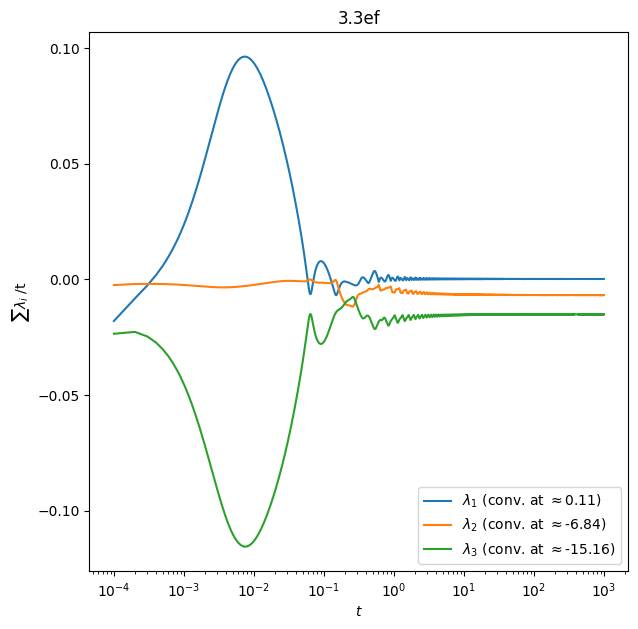 3.3ef
0.10
0.05
0.00
−0.05
−0.10
∑λᵢ /t
10⁻⁴ 10⁻³ 10⁻² 10⁻¹ 10⁰ 10¹ 10² 10³
t
λ₁ (conv. at ≈0.11)
λ₂ (conv. at ≈-6.84)
λ₃ (conv. at ≈-15.16)